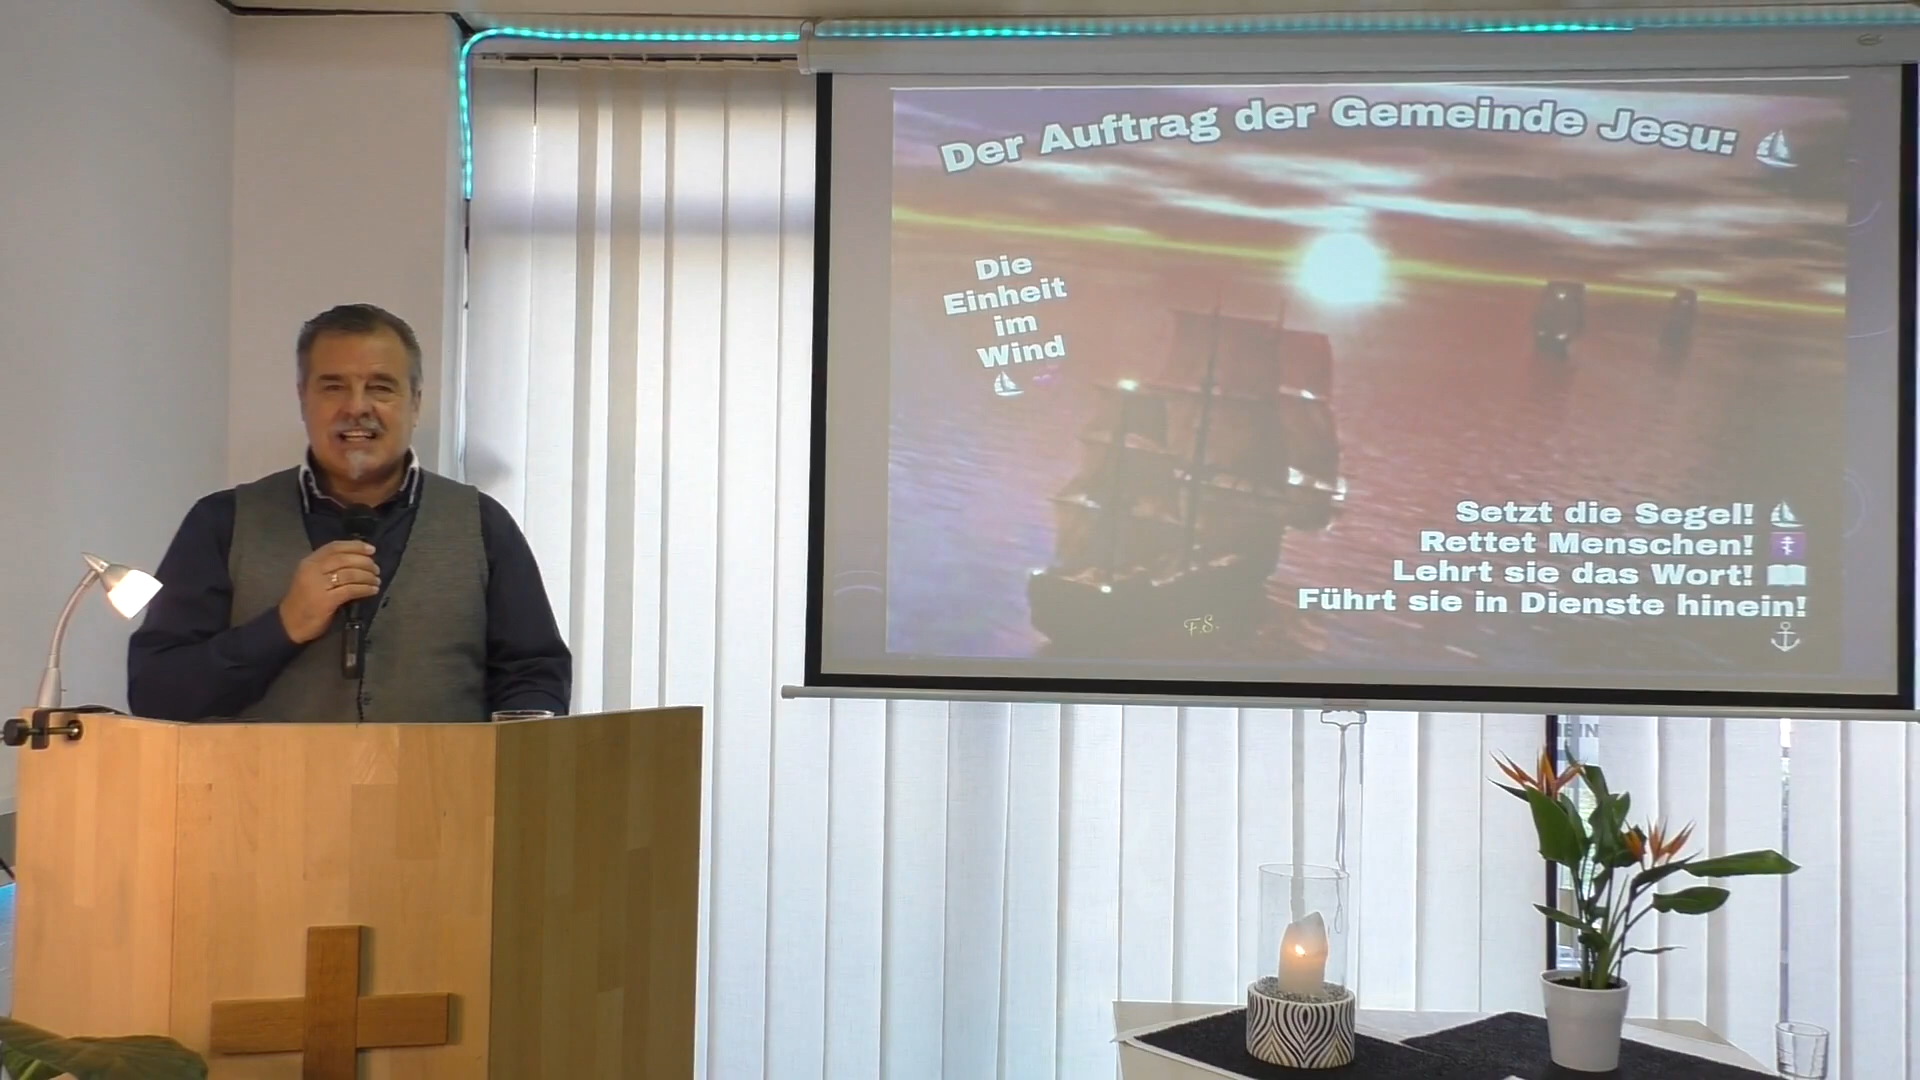 Der Auftrag der Gemeinde Jesu:
Die
Einheit
im
Wind
Setzt die Segel!
Rettet Menschen!
Lehrt sie das Wort!
Führt sie in Dienste hinein!
F.S.